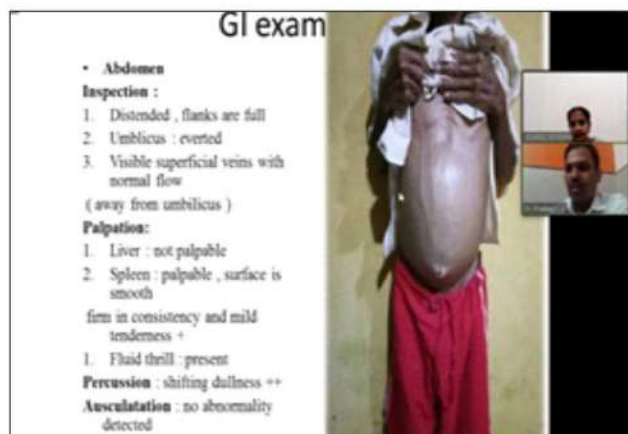 GI exam
• Abdomen
Inspection :
1. Distended , flanks are full
2. Umblicus : everted
3. Visible superficial veins with
normal flow
( away from umbilicus )
Palpation:
1. Liver : not palpable
2. Spleen : palpable , surface is
smooth
firm in consistency and mild
tenderness +
1. Fluid thrill : present
Percussion : shifting dullness ++
Ausculatation : no abnormality
detected